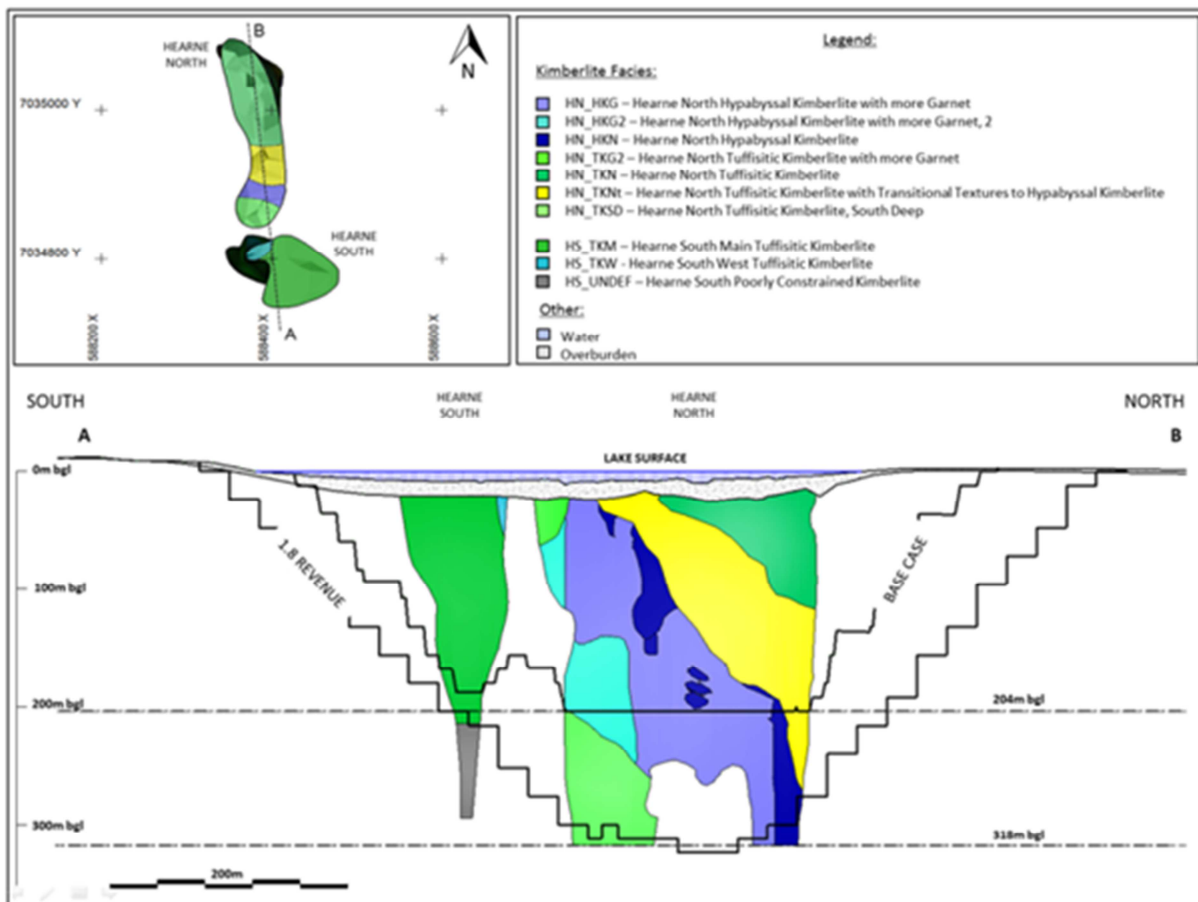 B
HEARNE
NORTH
N
7035000 Y
HEARNE
SOUTH
7034800 Y
A
588200 X
588400 X
588600 X
Legend:
Kimberlite Facies:
HN_HKG – Hearne North Hypabyssal Kimberlite with more Garnet
HN_HKG2 – Hearne North Hypabyssal Kimberlite with more Garnet, 2
HN_HKN – Hearne North Hypabyssal Kimberlite
HN_TKG2 – Hearne North Tuffisitic Kimberlite with more Garnet
HN_TKN – Hearne North Tuffisitic Kimberlite
HN_TKNt – Hearne North Tuffisitic Kimberlite with Transitional Textures to Hypabyssal Kimberlite
HN_TKSD – Hearne North Tuffisitic Kimberlite, South Deep
HS_TKM – Hearne South Main Tuffisitic Kimberlite
HS_TKW - Hearne South West Tuffisitic Kimberlite
HS_UNDEF – Hearne South Poorly Constrained Kimberlite
Other:
Water
Overburden
SOUTH
HEARNE
SOUTH
HEARNE
NORTH
NORTH
A
B
LAKE SURFACE
0m bgl
1.8 REVENUE
BASE CASE
100m bgl
200m bgl
204m bgl
300m bgl
318m bgl
200m